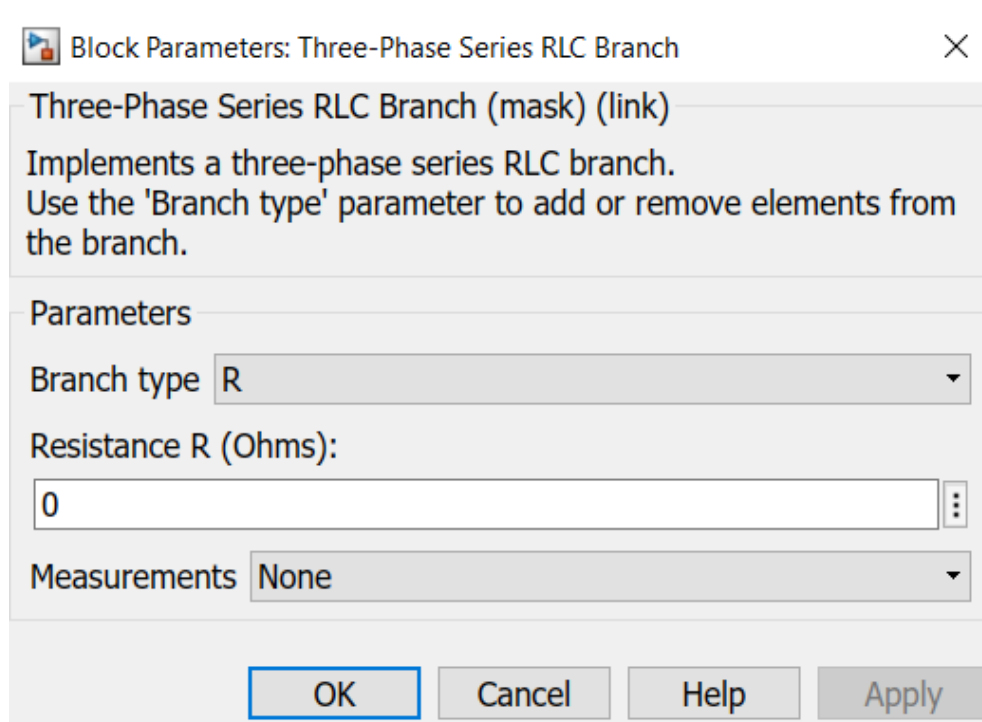 Block Parameters: Three-Phase Series RLC Branch
Three-Phase Series RLC Branch (mask) (link)
Implements a three-phase series RLC branch.
Use the 'Branch type' parameter to add or remove elements from
the branch.
Parameters
Branch type R
Resistance R (Ohms):
0
Measurements None
OK Cancel Help Apply